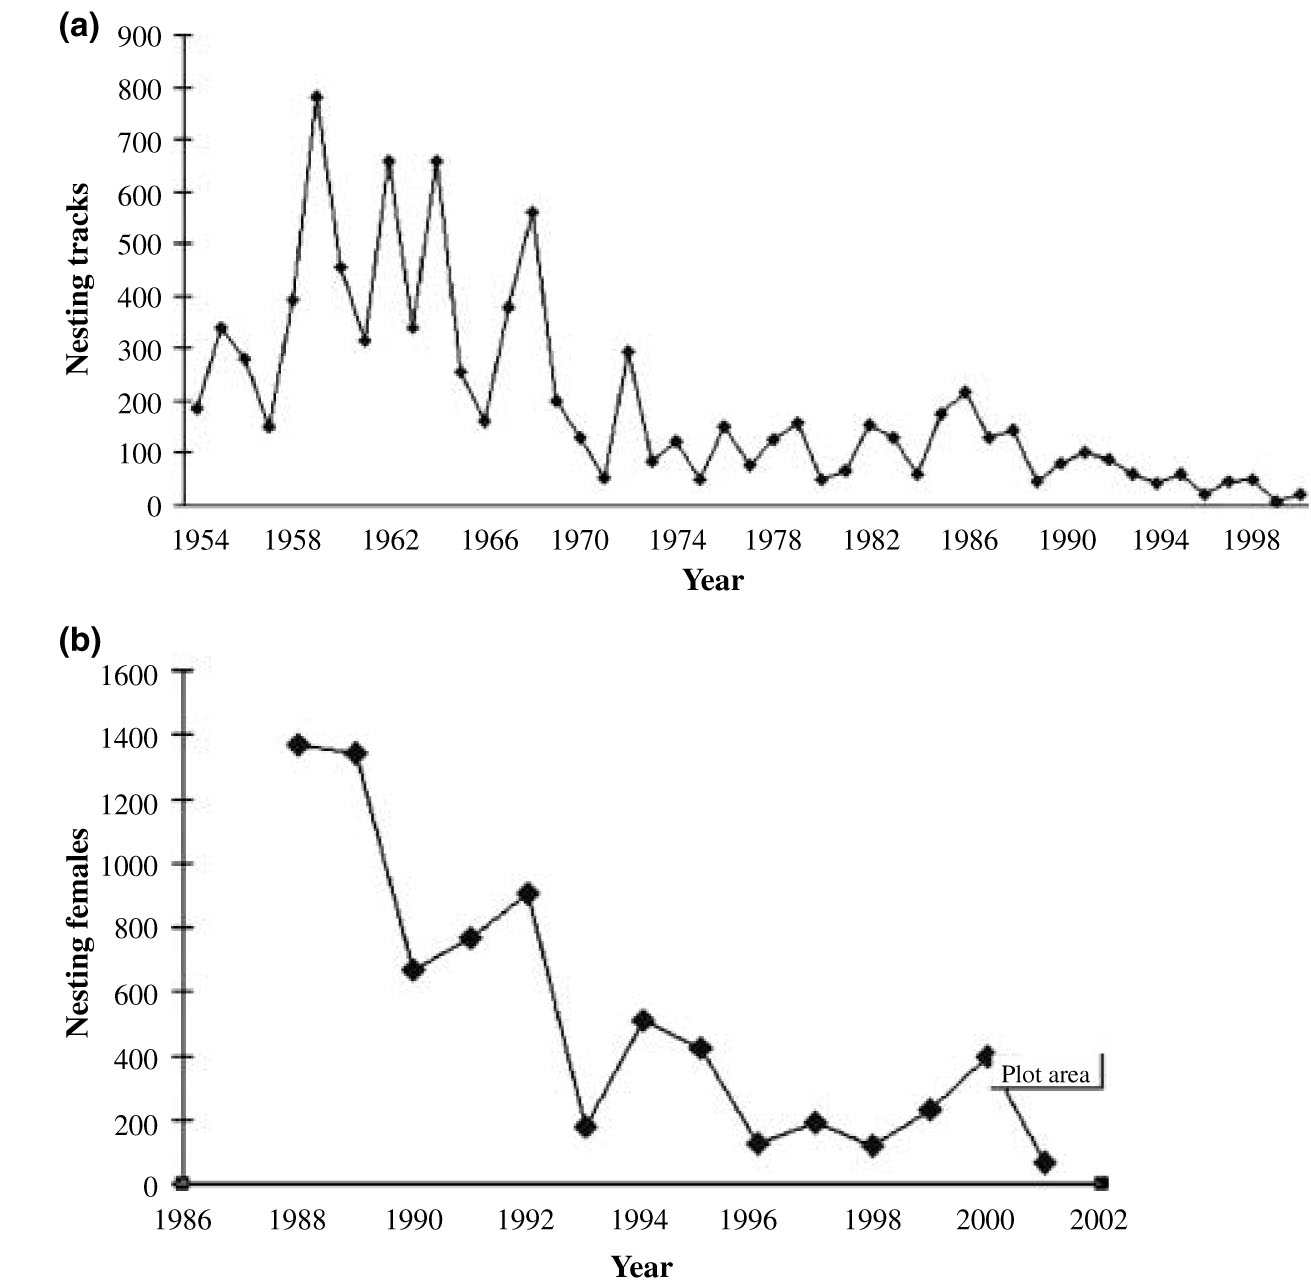 (a)
900
800
700
600
500
400
300
200
100
0
Nesting tracks
1954 1958 1962 1966 1970 1974 1978 1982 1986 1990 1994 1998
Year
(b)
1600
1400
1200
1000
800
600
400
200
0
Nesting females
Plot area
1986 1988 1990 1992 1994 1996 1998 2000 2002
Year